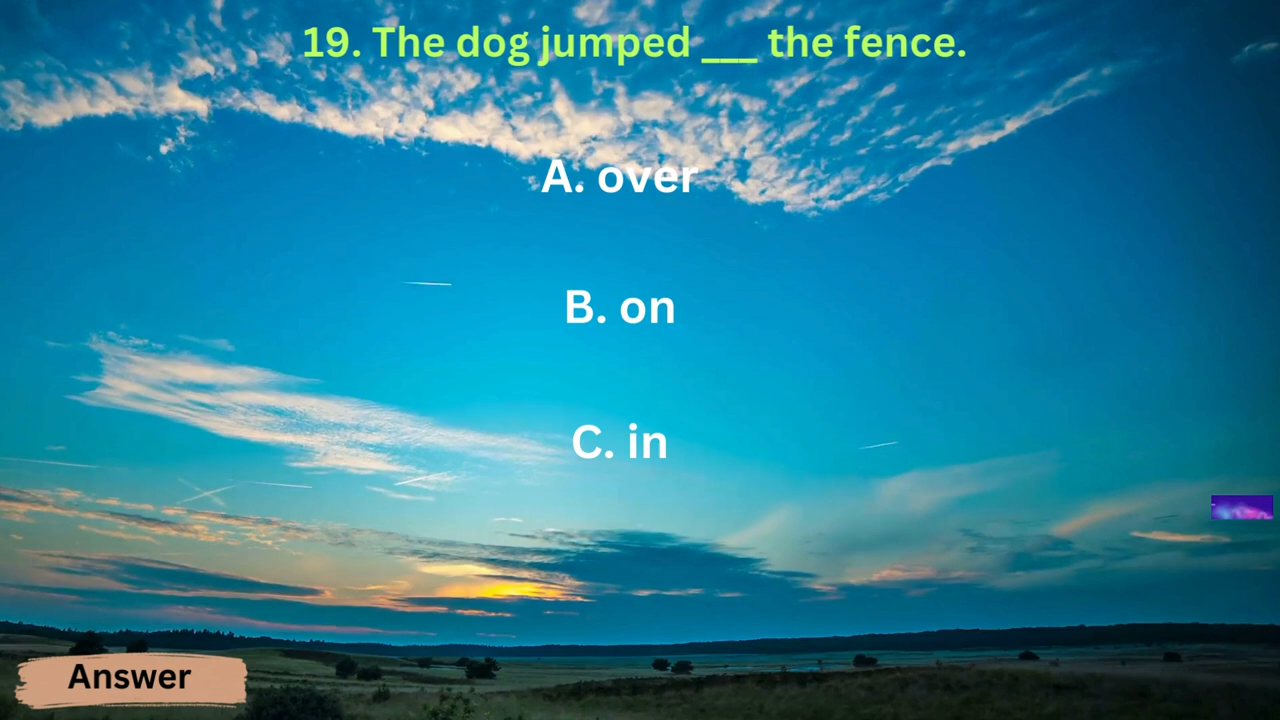 19. The dog jumped ___ the fence.
A. over
B. on
C. in
Answer